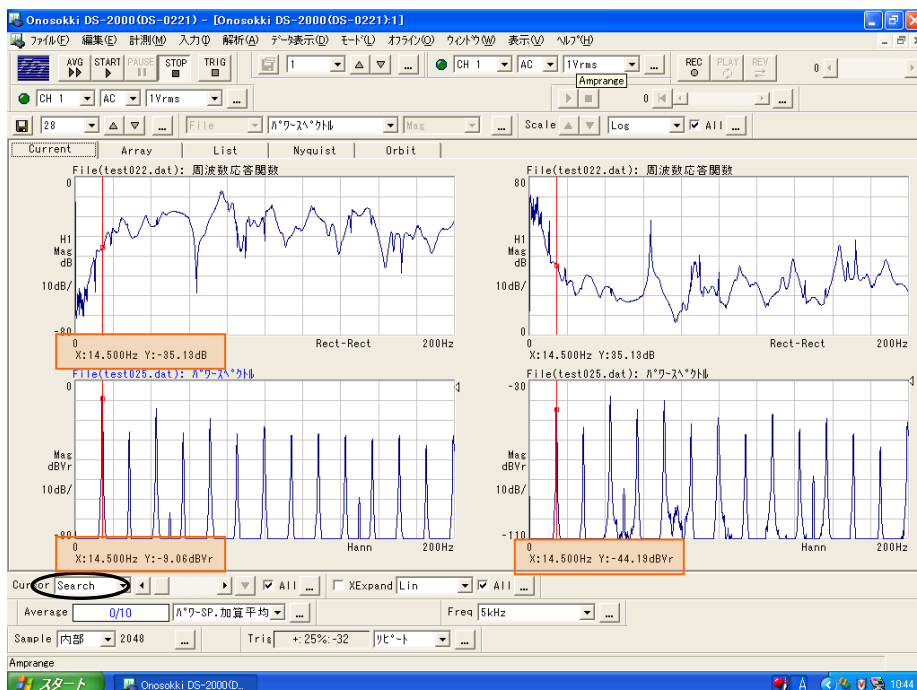 Onosokki DS-2000(DS-0221) - [Onosokki DS-2000(DS-0221):1]
ファイル(F) 編集(E) 計測(M) 入力(I) 解析(A) データ表示(D) モード(L) オフライン(O) ウィンドウ(W) 表示(V) ヘルプ(H)
AVG START PAUSE STOP TRIG 1 ... CH 1 AC 1Vrms ... REC PLAY REV 0
Amprange
CH 1 AC 1Vrms ... 0 ...
28 ... File パワースペクトル Mag ... Scale Log All ...
Current Array List Nyquist Orbit
File(test022.dat): 周波数応答関数
0
H1
Mag
dB
10dB/
-80
0 Rect-Rect 200Hz
X:14.500Hz Y:-35.13dB
File(test022.dat): 周波数応答関数
80
H1
Mag
dB
10dB/
0
0 Rect-Rect 200Hz
X:14.500Hz Y:35.13dB
File(test025.dat): パワースペクトル
0
Mag
dBVr
10dB/
-80
0 Hann 200Hz
X:14.500Hz Y:-9.06dBVr
File(test025.dat): パワースペクトル
-30
Mag
dBVr
10dB/
-110
0 Hann 200Hz
X:14.500Hz Y:-44.19dBVr
Cursor Search All ... XExpand Lin All ...
Average 0/10 パワーSP.加算平均 ... Freq 5kHz ...
Sample 内部 2048 ... Trig +: 25%:-32 リピート ...
Amprange
スタート Onosokki DS-2000(D... A 10:44